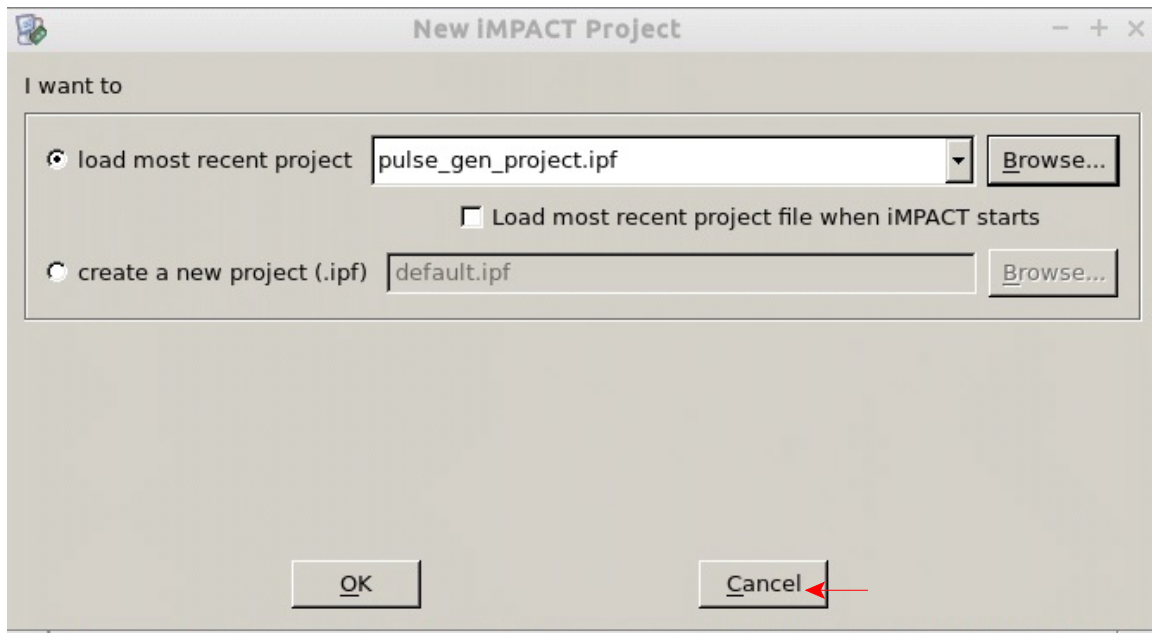 New iMPACT Project
I want to
load most recent project pulse_gen_project.ipf Browse...
Load most recent project file when iMPACT starts
create a new project (.ipf) default.ipf Browse...
OK Cancel